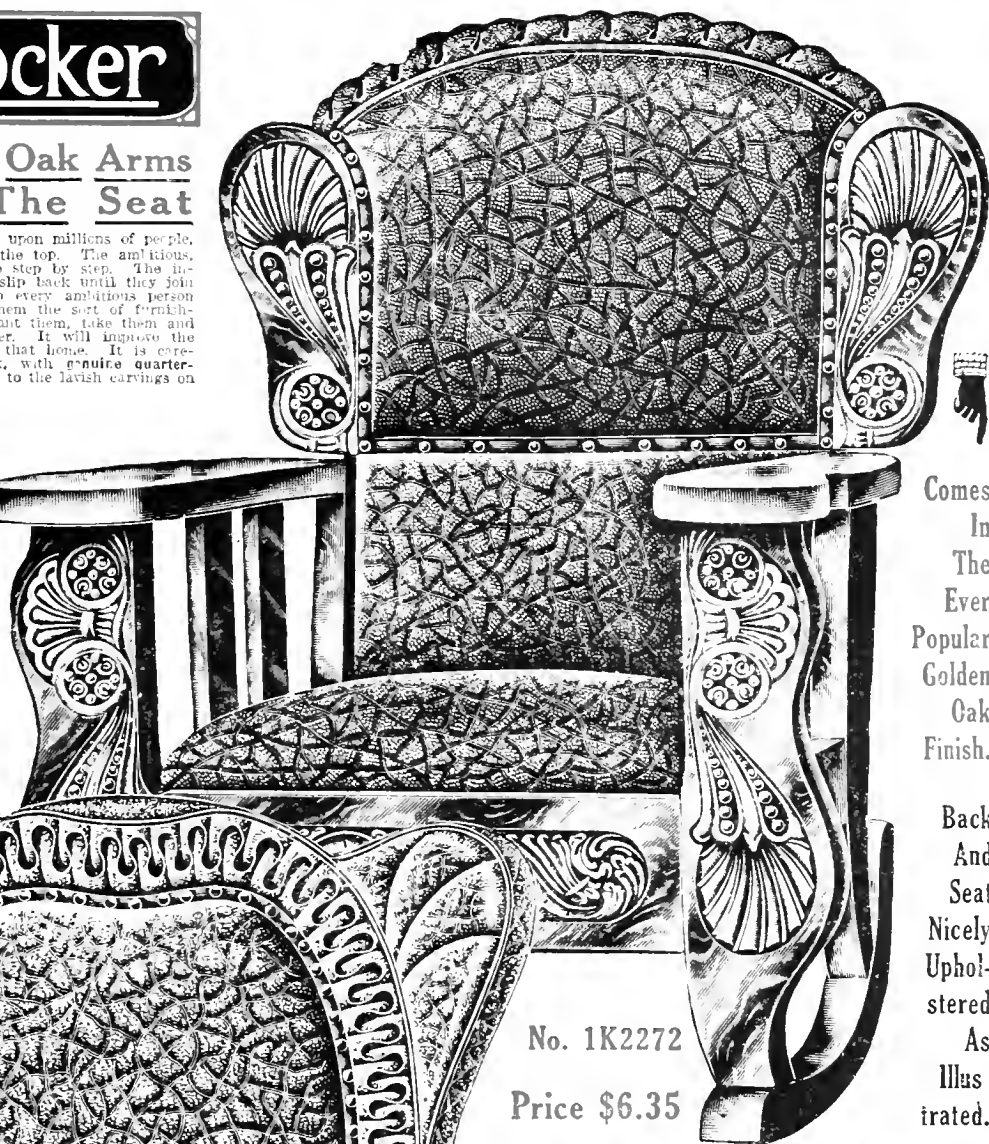 ocker
Oak Arms
The Seat
upon millions of people,
the top. The ambitious,
step by step. The in-
slip back until they join
every ambitious person
hem the sort of furnish-
ant them, take them and
er. It will improve the
that home. It is care-
, with genuine quarter-
to the lavish carvings on
Comes
In
The
Ever
Popular
Golden
Oak
Finish.
Back
And
Seat
Nicely
Uphol-
stered
As
Illus
trated.
No. 1K2272
Price $6.35